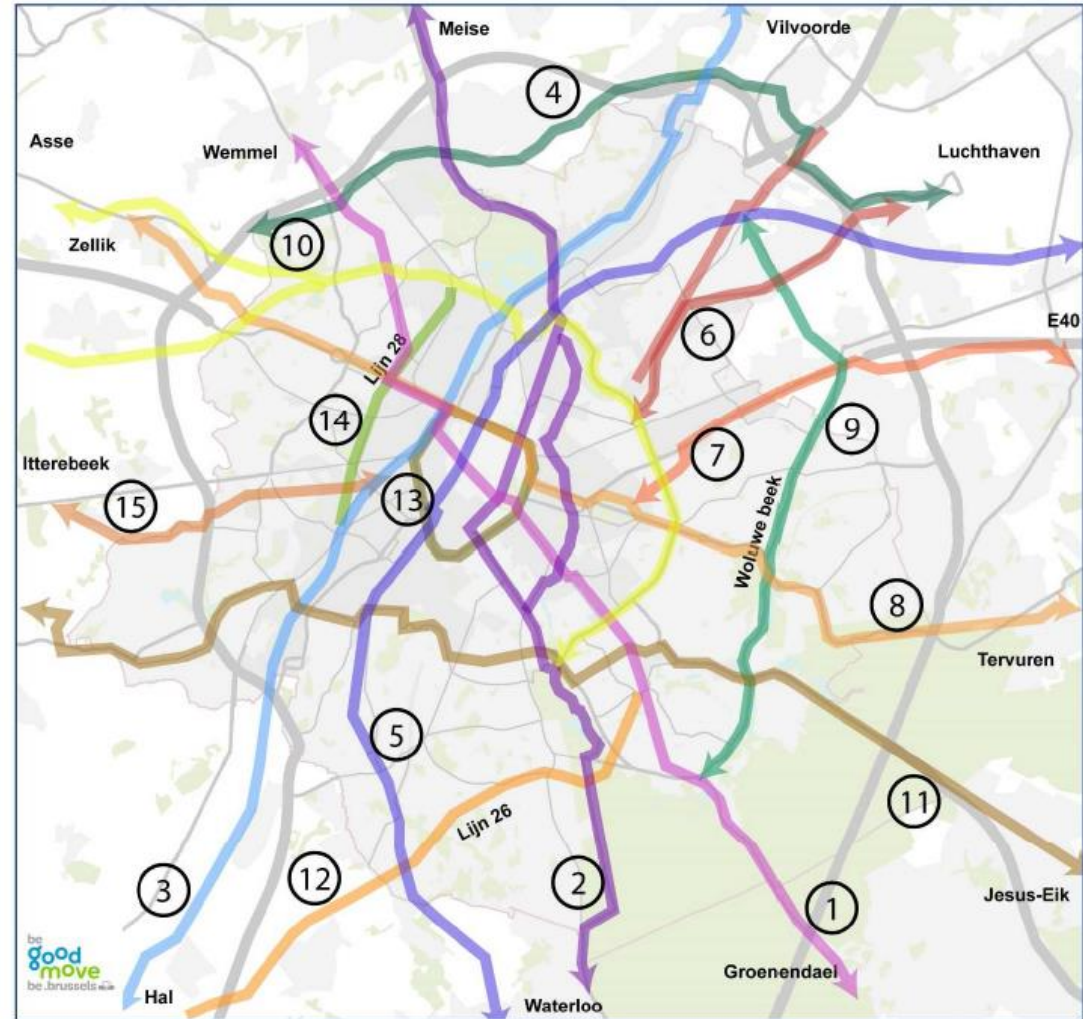 Meise
Vilvoorde
4
Asse
Wemmel
Luchthaven
10
Zellik
E40
6
Lijn 28
14
9
7
Itterebeek
15
13
Woluwe beek
8
Tervuren
5
11
Lijn 26
12
3
2
1
Jesus-Eik
be
good
move
be.brussels
Groenendael
Hal
Waterloo